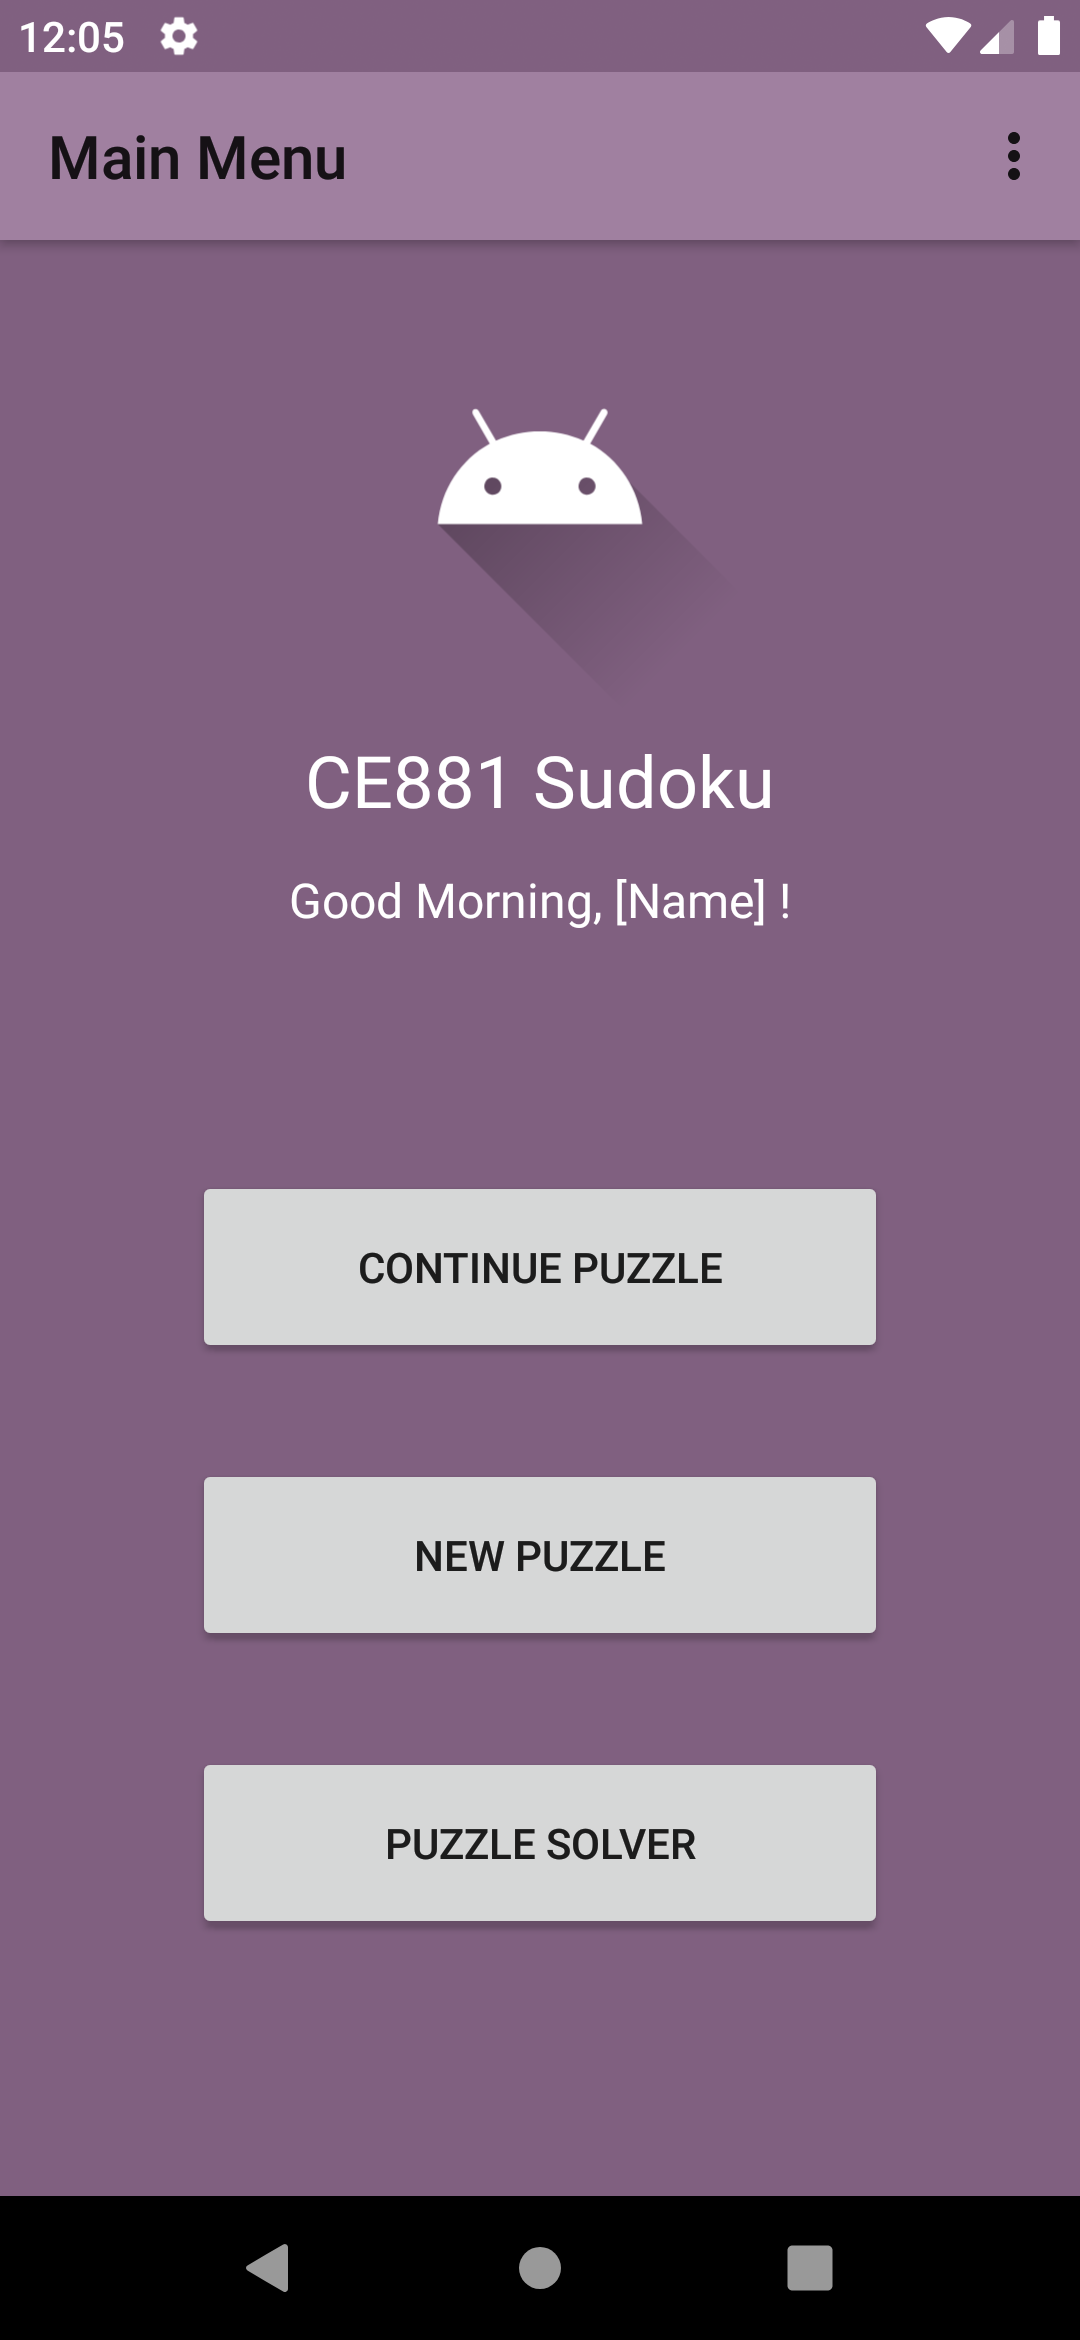 12:05
Main Menu
CE881 Sudoku
Good Morning, [Name] !
CONTINUE PUZZLE
NEW PUZZLE
PUZZLE SOLVER